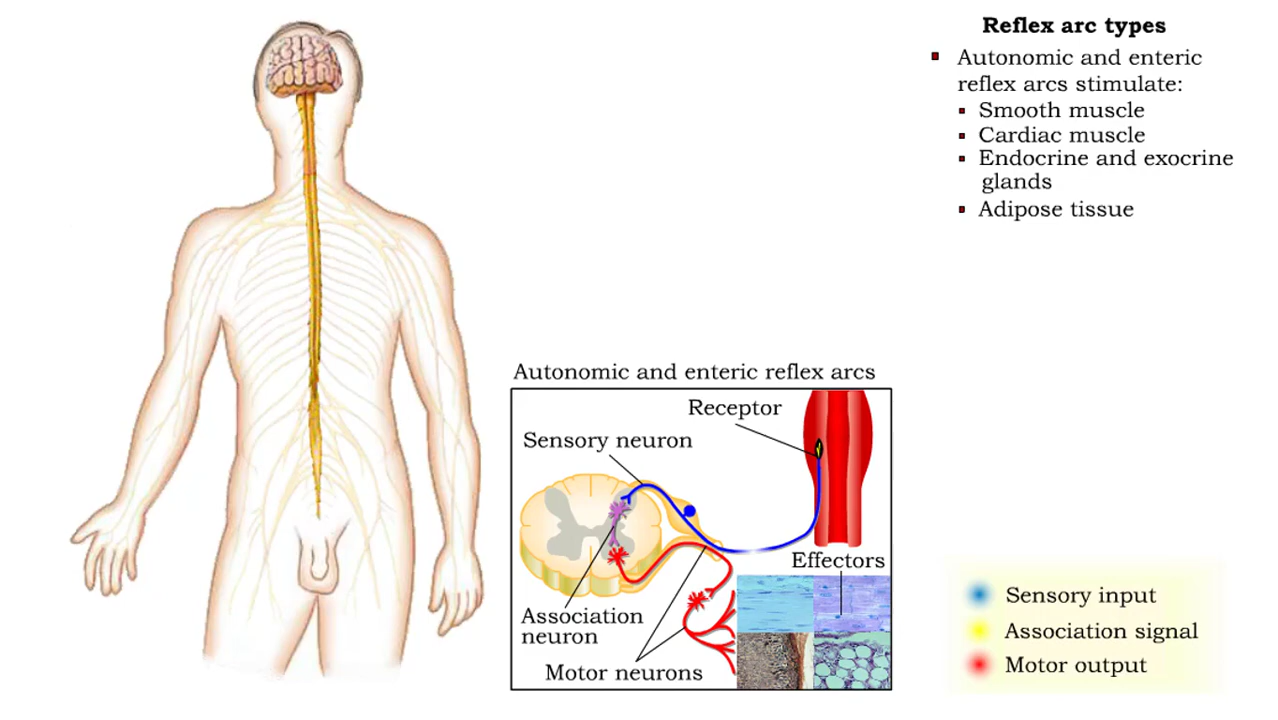 Reflex arc types
Autonomic and enteric
reflex arcs stimulate:
Smooth muscle
Cardiac muscle
Endocrine and exocrine
glands
Adipose tissue
Autonomic and enteric reflex arcs
Receptor
Sensory neuron
Effectors
Association
neuron
Motor neurons
Sensory input
Association signal
Motor output